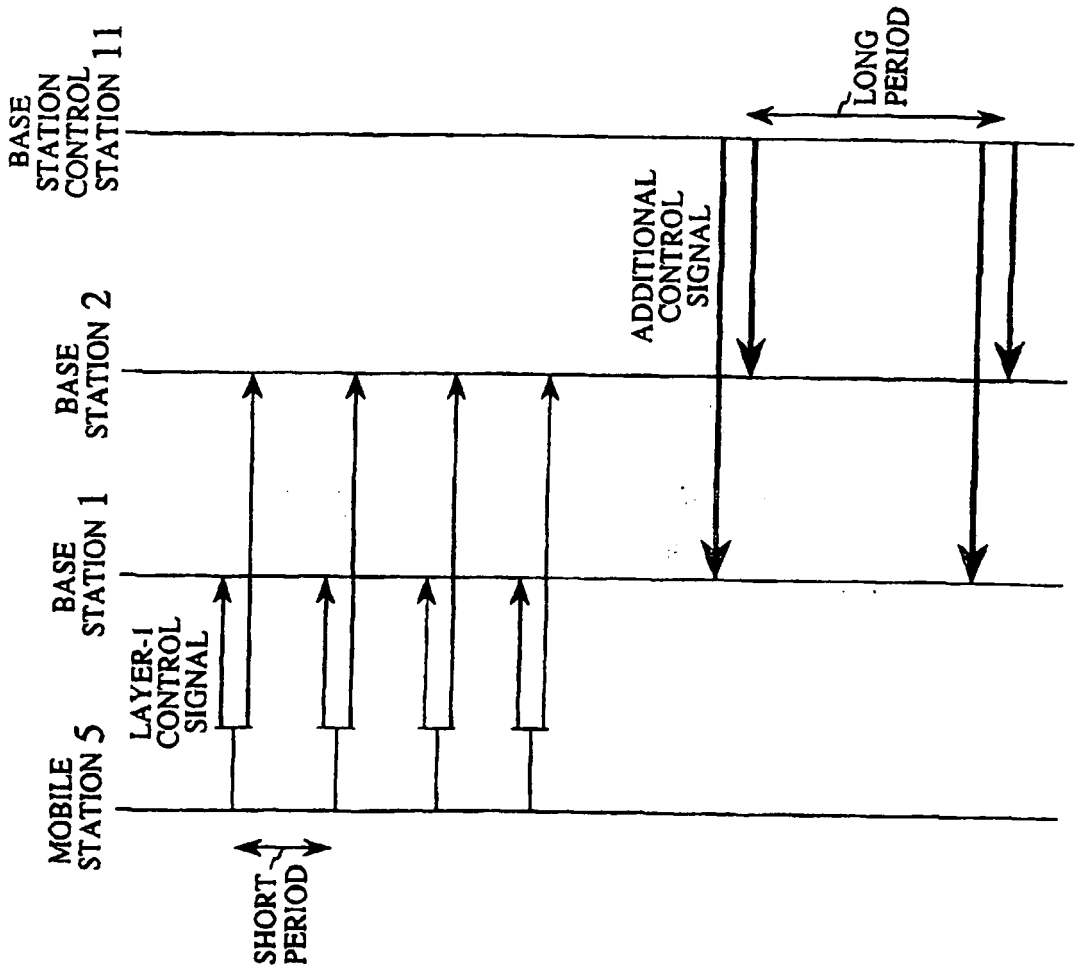 MOBILE
STATION 5
BASE
STATION 1
BASE
STATION 2
BASE
STATION
CONTROL
STATION 11
SHORT
PERIOD
LAYER-1
CONTROL
SIGNAL
ADDITIONAL
CONTROL
SIGNAL
LONG
PERIOD